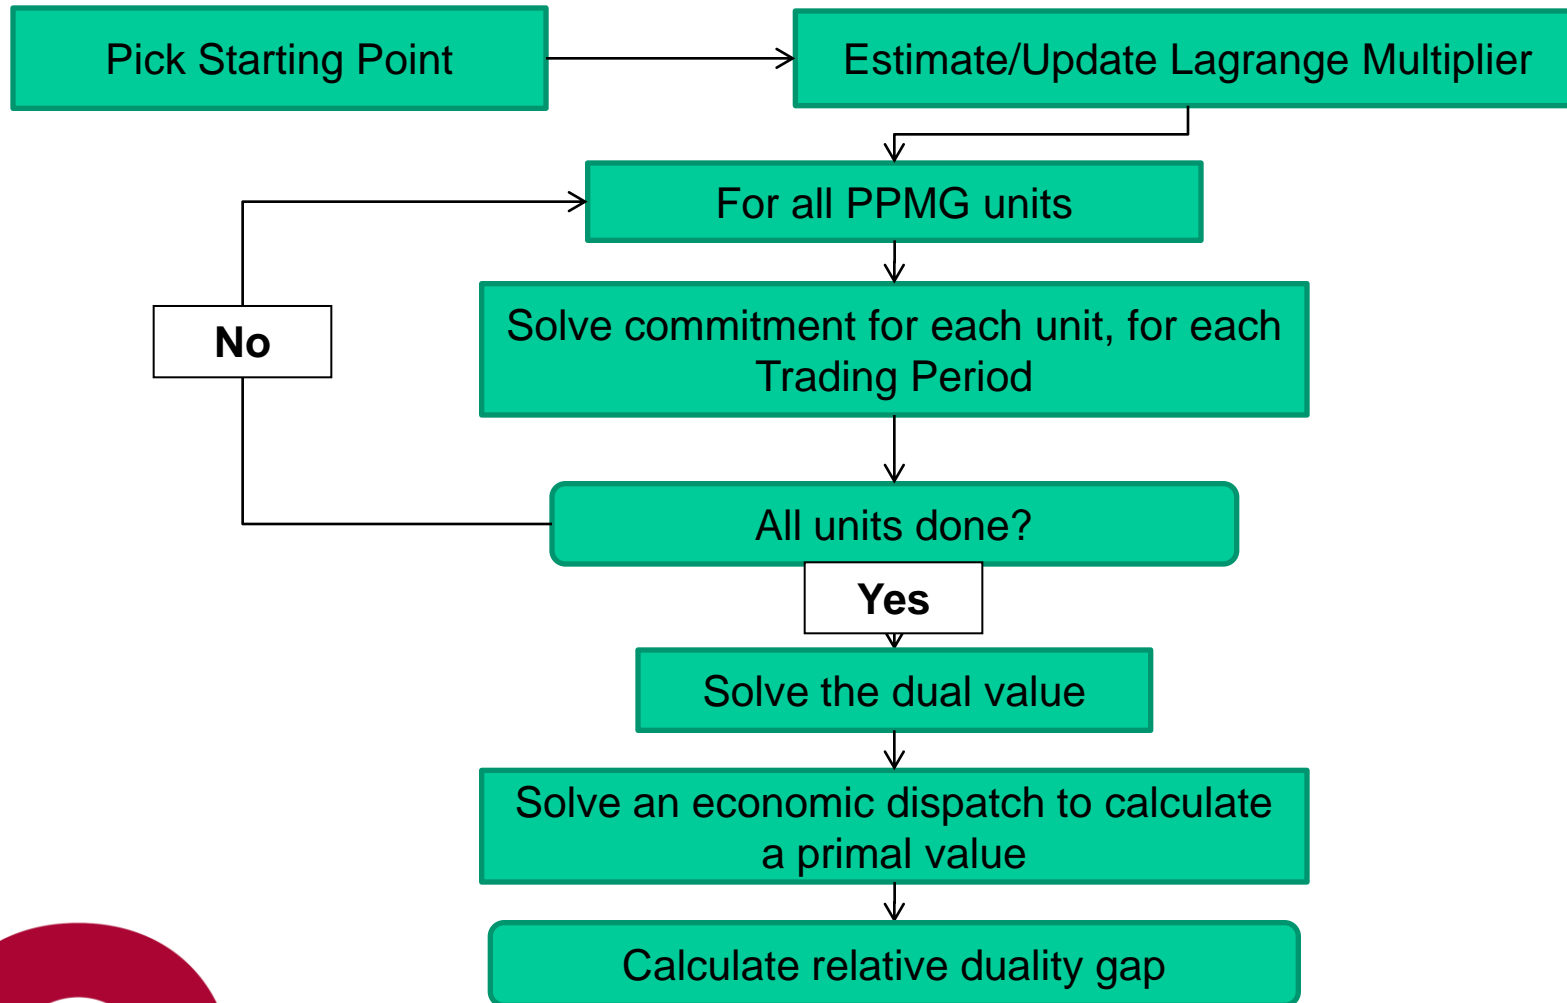 Pick Starting Point
Estimate/Update Lagrange Multiplier
For all PPMG units
No
Solve commitment for each unit, for each
Trading Period
All units done?
Yes
Solve the dual value
Solve an economic dispatch to calculate
a primal value
Calculate relative duality gap